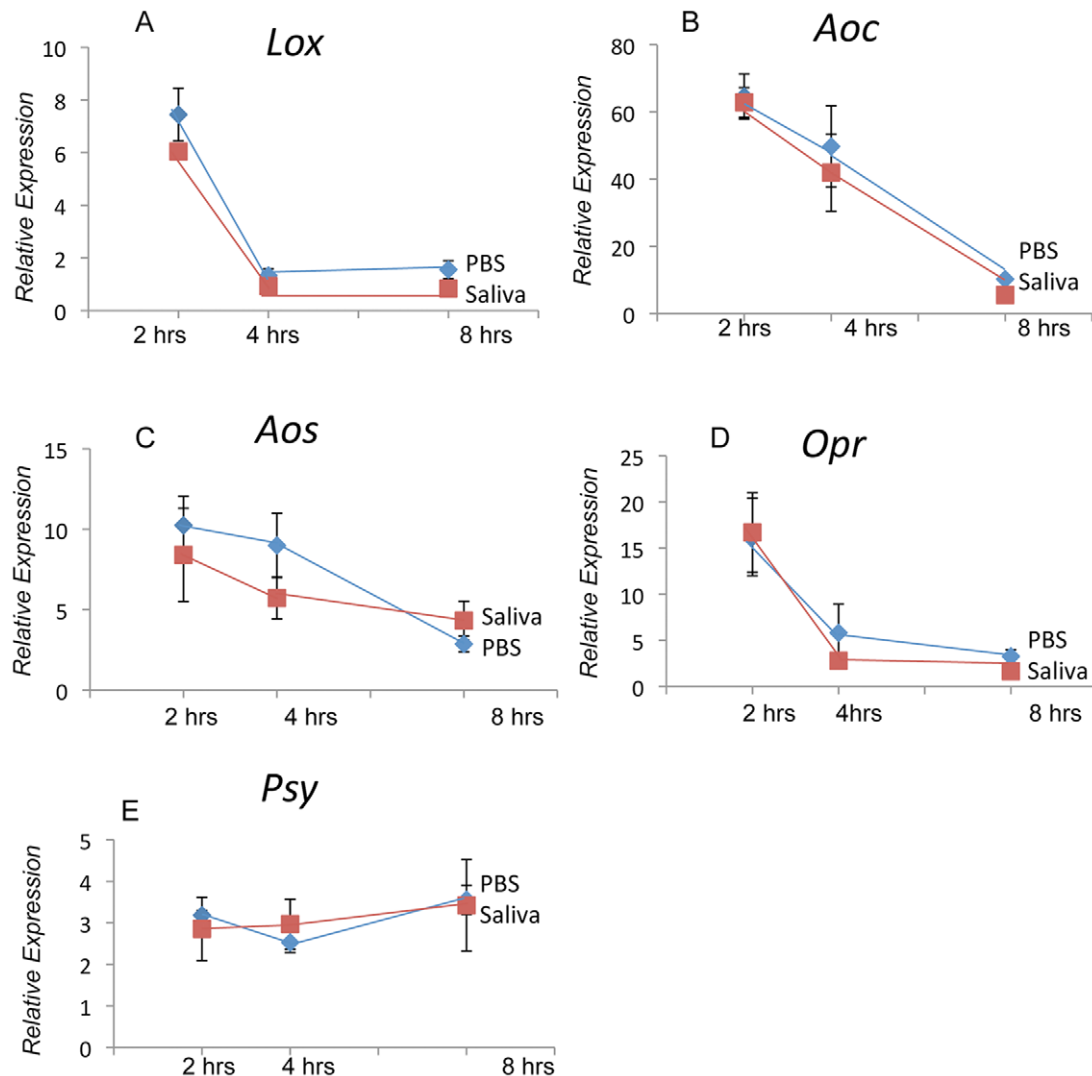 A
Lox
Relative Expression
10
8
6
4
2
0
PBS
Saliva
2 hrs
4 hrs
8 hrs
B
Aoc
Relative Expression
80
60
40
20
0
PBS
Saliva
2 hrs
4 hrs
8 hrs
C
Aos
Relative Expression
15
10
5
0
Saliva
PBS
2 hrs
4 hrs
8 hrs
D
Opr
Relative Expression
25
20
15
10
5
0
PBS
Saliva
2 hrs
4hrs
8 hrs
E
Psy
Relative Expression
5
4
3
2
1
0
PBS
Saliva
2 hrs
4 hrs
8 hrs